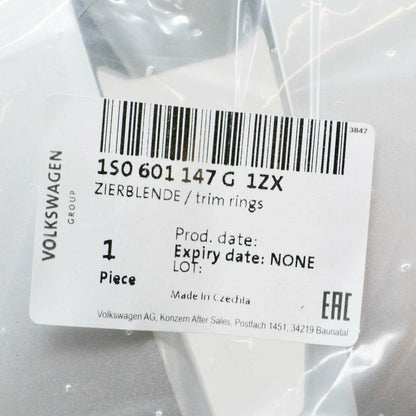 3847
1S0 601 147 G 1ZX
ZIERBLENDE / trim rings
VOLKSWAGEN
GROUP
1
Piece
Prod. date:
Expiry date: NONE
LOT:
Made In Czechia
EAC
Volkswagen AG, Konzern After Sales, Postfach 1451, 34219 Baunatal